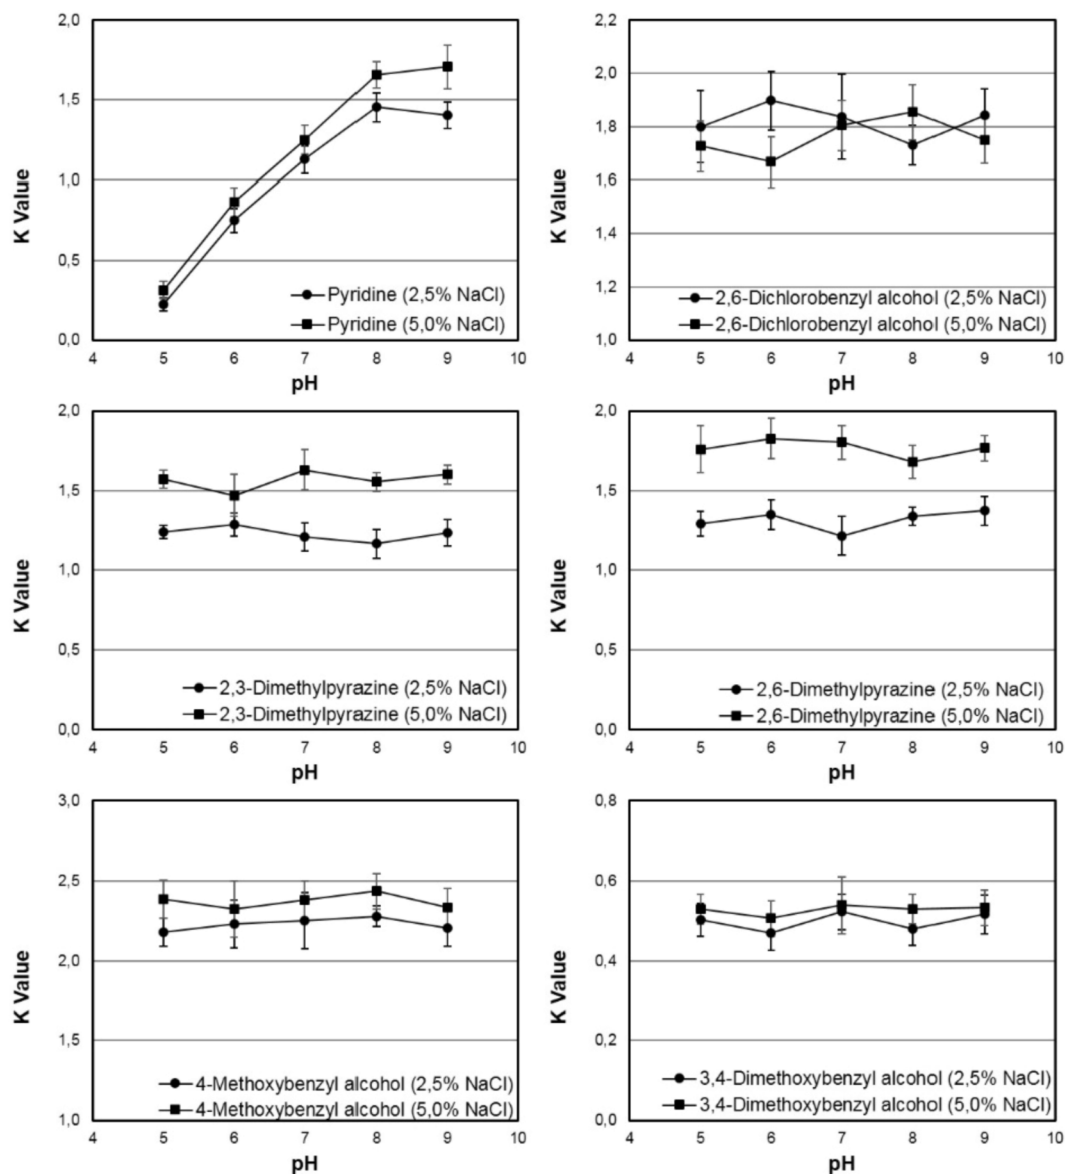 2,0
1,5
1,0
0,5
0,0
K Value
Pyridine (2,5% NaCl)
Pyridine (5,0% NaCl)
4 5 6 7 8 9 10
pH
2,2
2,0
1,8
1,6
1,4
1,2
1,0
K Value
2,6-Dichlorobenzyl alcohol (2,5% NaCl)
2,6-Dichlorobenzyl alcohol (5,0% NaCl)
4 5 6 7 8 9 10
pH
2,0
1,5
1,0
0,5
0,0
K Value
2,3-Dimethylpyrazine (2,5% NaCl)
2,3-Dimethylpyrazine (5,0% NaCl)
4 5 6 7 8 9 10
pH
2,0
1,5
1,0
0,5
0,0
K Value
2,6-Dimethylpyrazine (2,5% NaCl)
2,6-Dimethylpyrazine (5,0% NaCl)
4 5 6 7 8 9 10
pH
3,0
2,5
2,0
1,5
1,0
K Value
4-Methoxybenzyl alcohol (2,5% NaCl)
4-Methoxybenzyl alcohol (5,0% NaCl)
4 5 6 7 8 9 10
pH
0,8
0,6
0,4
0,2
0,0
K Value
3,4-Dimethoxybenzyl alcohol (2,5% NaCl)
3,4-Dimethoxybenzyl alcohol (5,0% NaCl)
4 5 6 7 8 9 10
pH